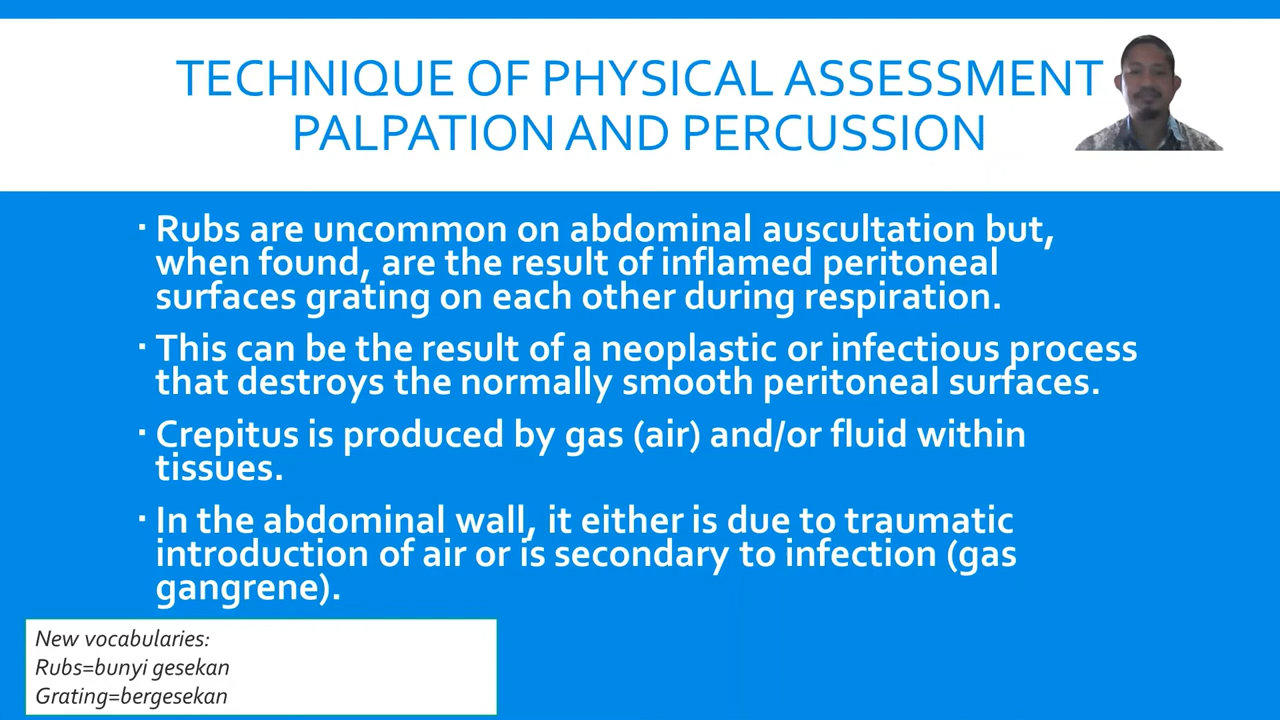 TECHNIQUE OF PHYSICAL ASSESSMENT
PALPATION AND PERCUSSION
▪ Rubs are uncommon on abdominal auscultation but,
when found, are the result of inflamed peritoneal
surfaces grating on each other during respiration.
▪ This can be the result of a neoplastic or infectious process
that destroys the normally smooth peritoneal surfaces.
▪ Crepitus is produced by gas (air) and/or fluid within
tissues.
▪ In the abdominal wall, it either is due to traumatic
introduction of air or is secondary to infection (gas
gangrene).
New vocabularies:
Rubs=bunyi gesekan
Grating=bergesekan